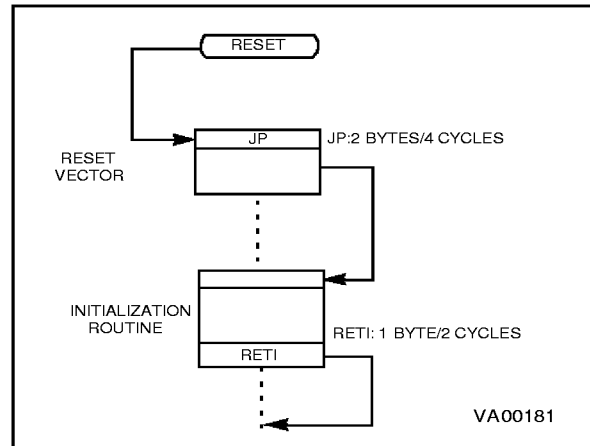 RESET
JP
JP:2 BYTES/4 CYCLES
RESET
VECTOR
INITIALIZATION
ROUTINE
RETI: 1 BYTE/2 CYCLES
RETI
VA00181